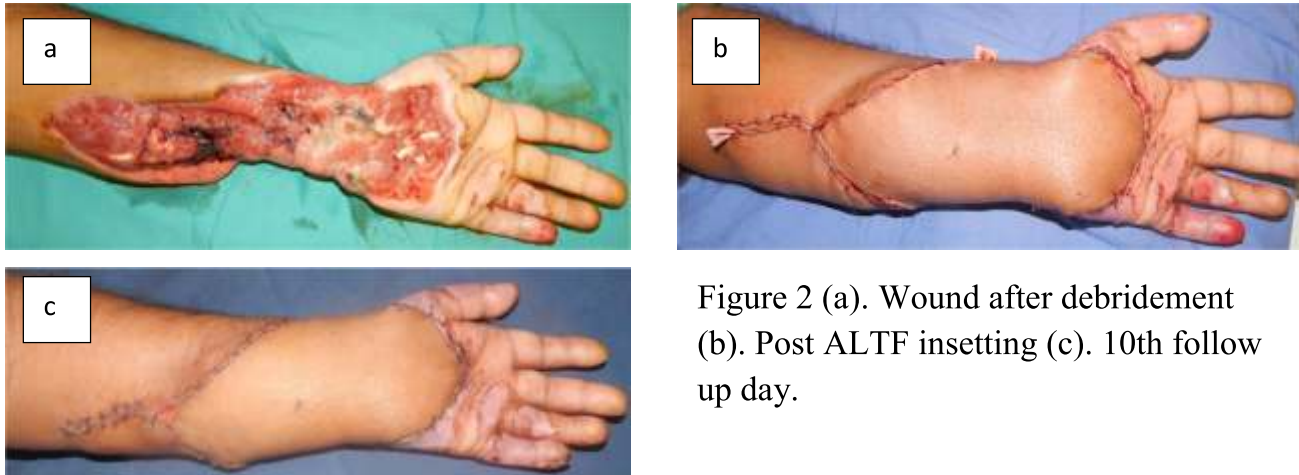 a
b
c
Figure 2 (a). Wound after debridement
(b). Post ALTF insetting (c). 10th follow
up day.